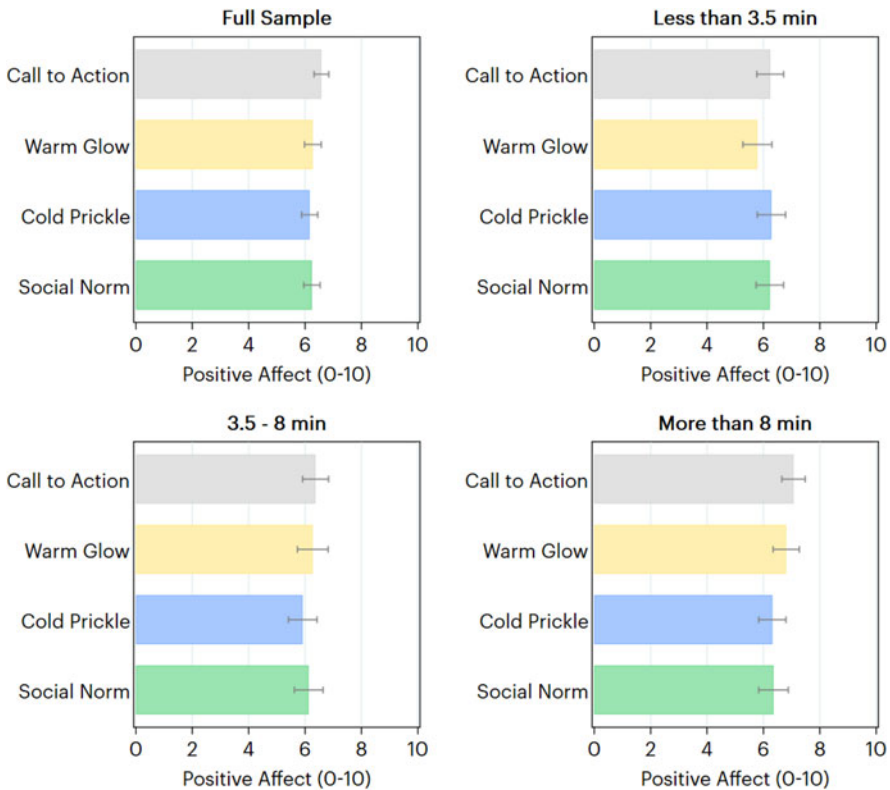 Full Sample
Call to Action
Warm Glow
Cold Prickle
Social Norm
0 2 4 6 8 10
Positive Affect (0-10)
Less than 3.5 min
Call to Action
Warm Glow
Cold Prickle
Social Norm
0 2 4 6 8 10
Positive Affect (0-10)
3.5 - 8 min
Call to Action
Warm Glow
Cold Prickle
Social Norm
0 2 4 6 8 10
Positive Affect (0-10)
More than 8 min
Call to Action
Warm Glow
Cold Prickle
Social Norm
0 2 4 6 8 10
Positive Affect (0-10)